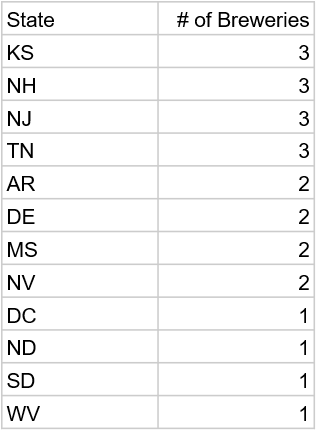 State # of Breweries
KS 3
NH 3
NJ 3
TN 3
AR 2
DE 2
MS 2
NV 2
DC 1
ND 1
SD 1
WV 1